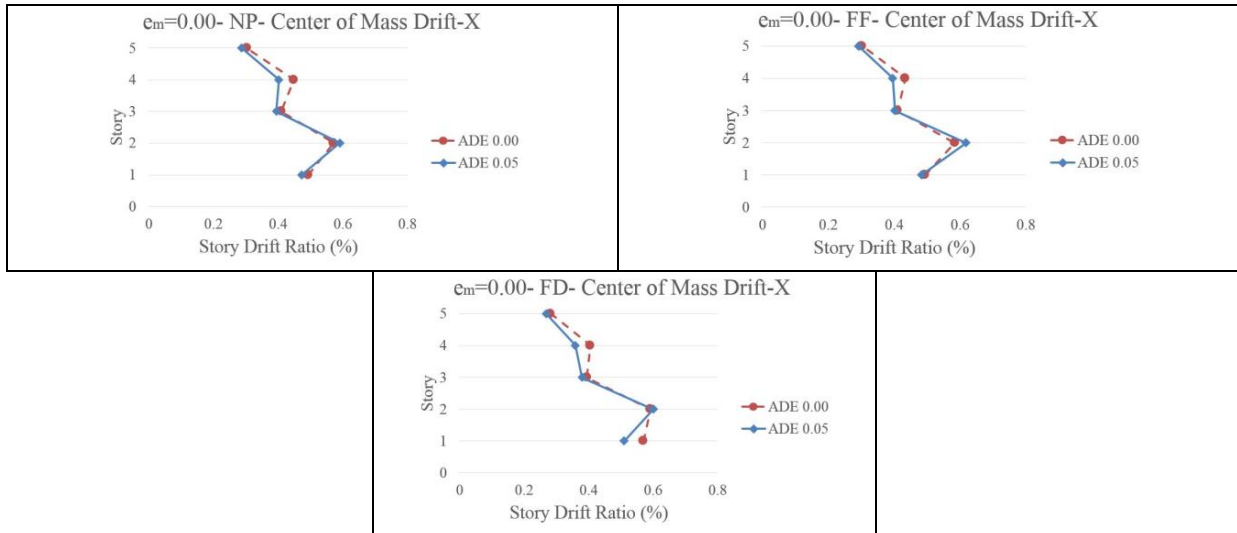 em=0.00- NP- Center of Mass Drift-X
5
4
3
2
1
0
Story
0 0.2 0.4 0.6 0.8
Story Drift Ratio (%)
ADE 0.00
ADE 0.05
em=0.00- FF- Center of Mass Drift-X
5
4
3
2
1
0
Story
0 0.2 0.4 0.6 0.8
Story Drift Ratio (%)
ADE 0.00
ADE 0.05
em=0.00- FD- Center of Mass Drift-X
5
4
3
2
1
0
Story
0 0.2 0.4 0.6 0.8
Story Drift Ratio (%)
ADE 0.00
ADE 0.05